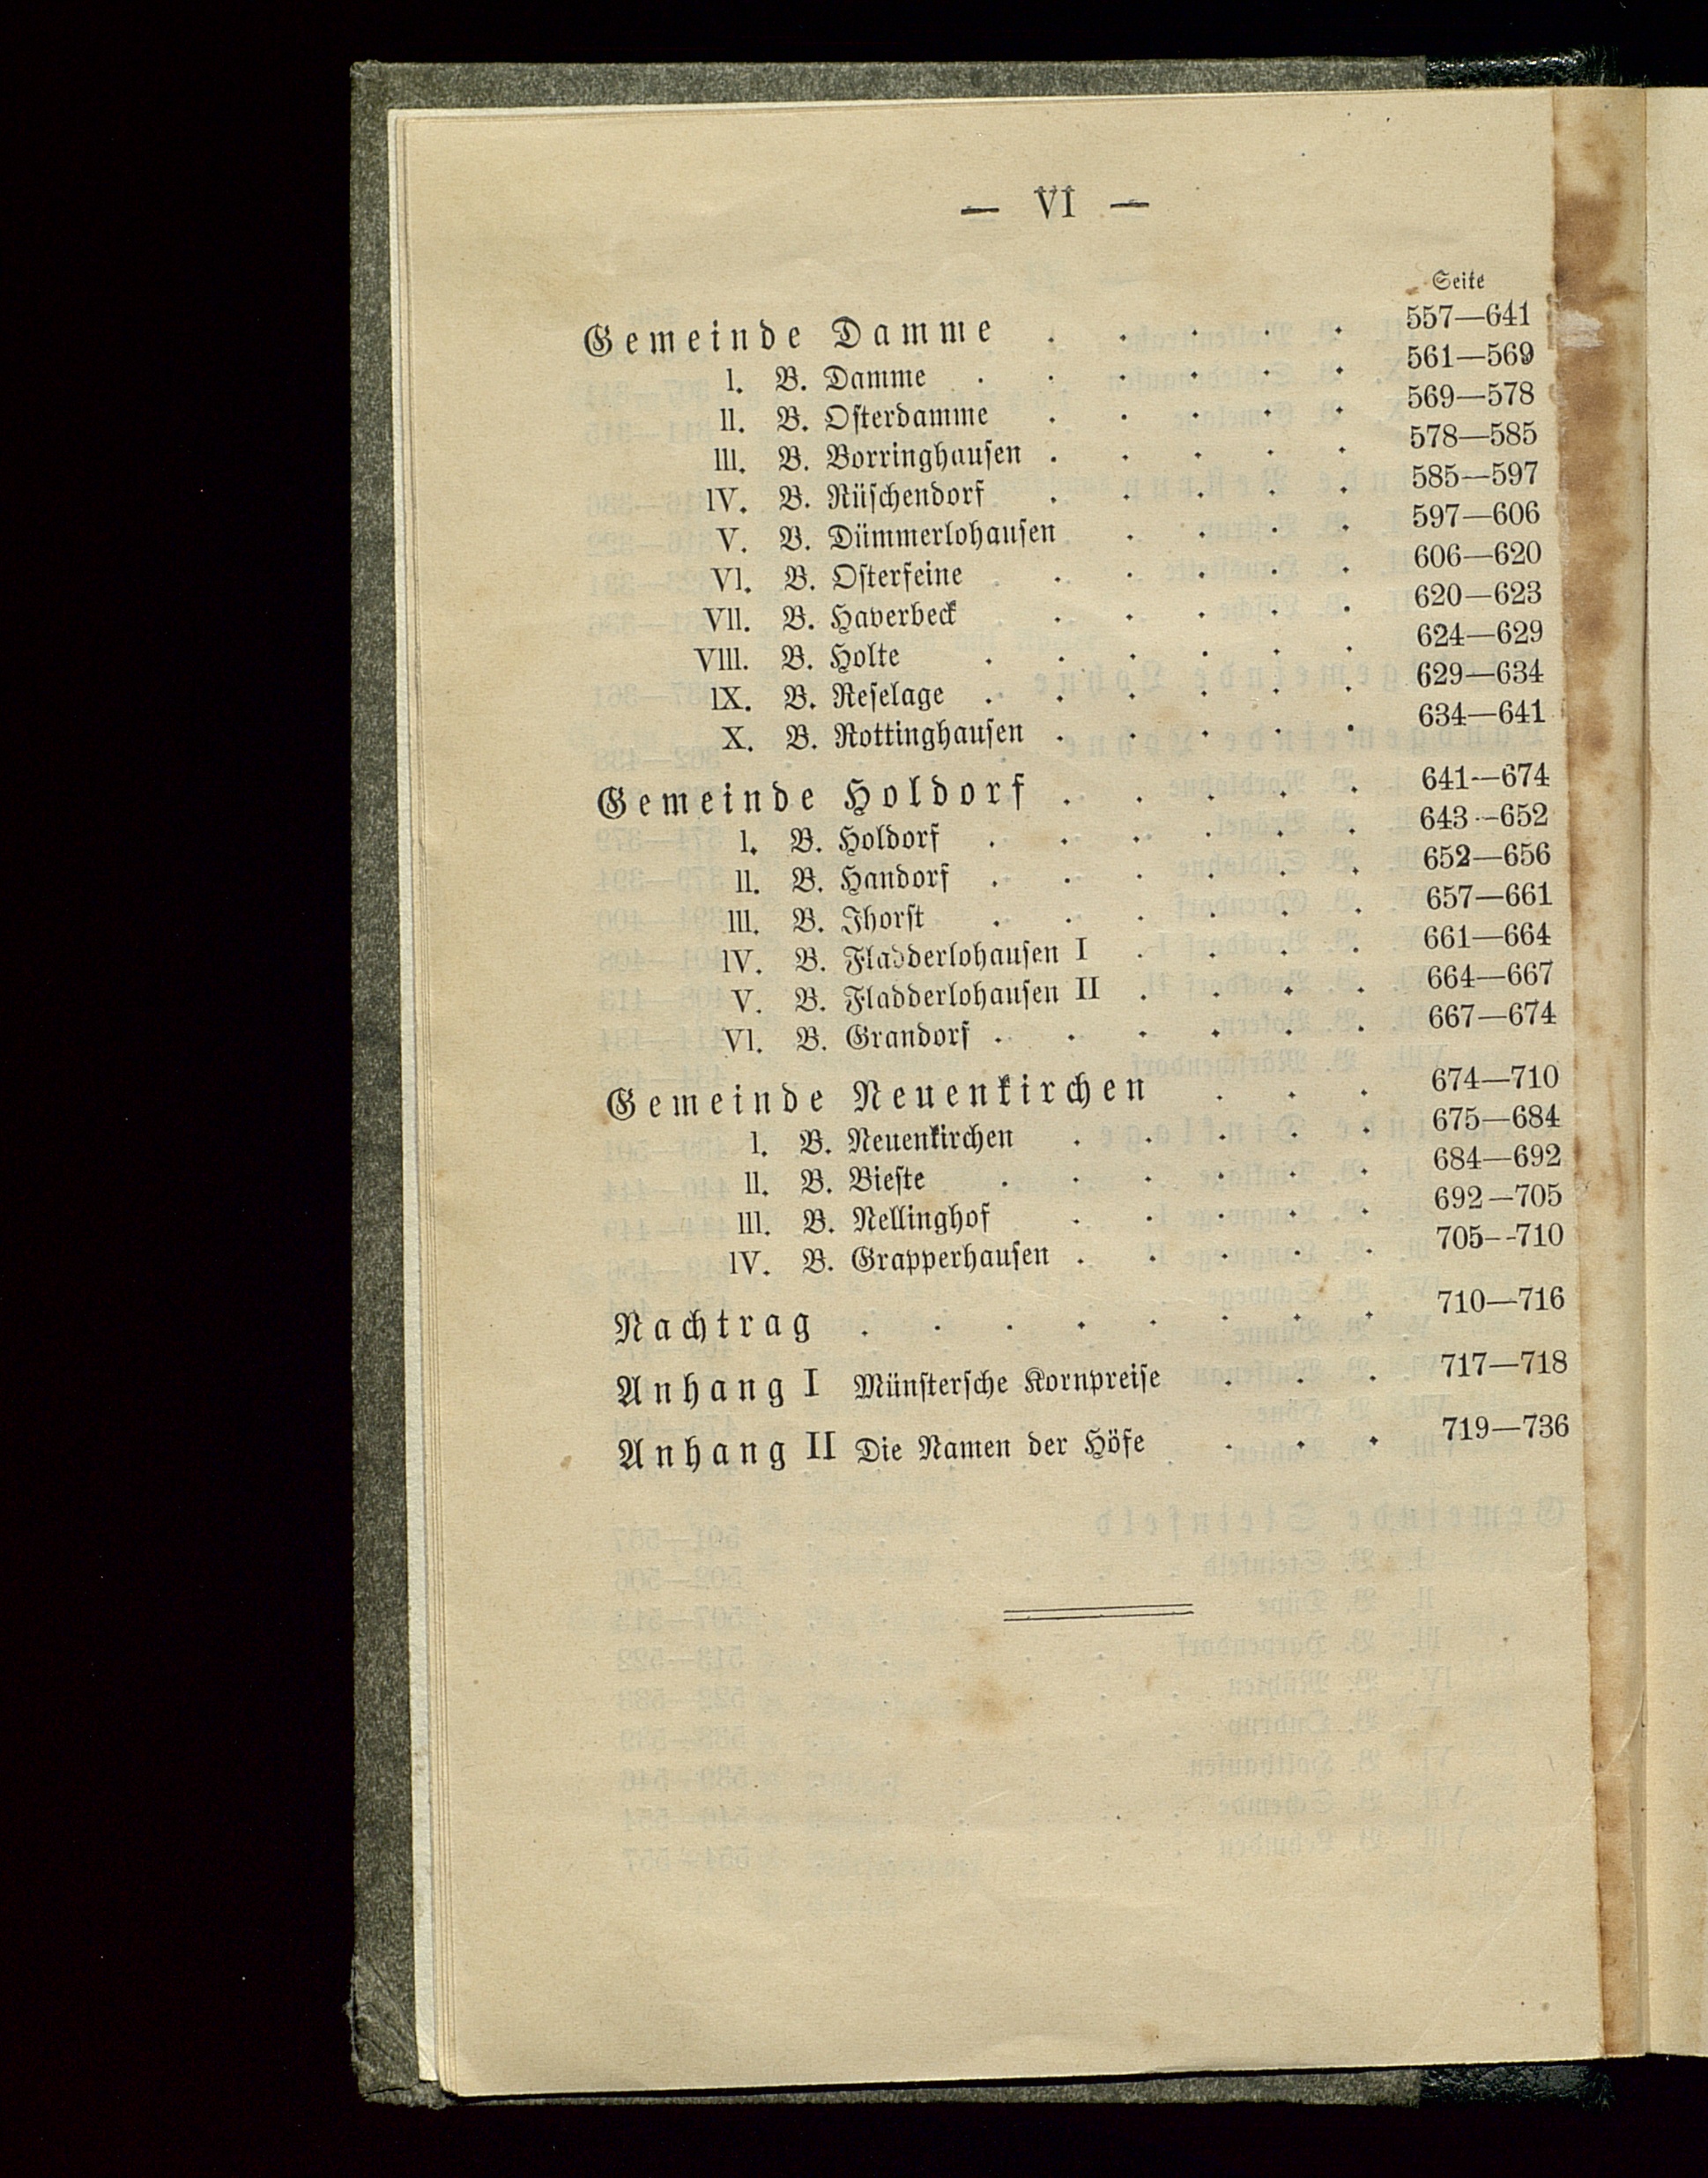 — VI —
Seite
Gemeinde Damme . . . . . 557—641
I. B. Damme . . . . . . 561—569
II. B. Osterdamme . . . . . 569—578
III. B. Borringhausen . . . . . 578—585
IV. B. Rüschendorf . . . . . 585—597
V. B. Dümmerlohausen . . . . 597—606
VI. B. Osterfeine . . . . . 606—620
VII. B. Haverbeck . . . . . 620—623
VIII. B. Holte . . . . . . 624—629
IX. B. Reselage . . . . . . 629—634
X. B. Rottinghausen . . . . . 634—641
Gemeinde Holdorf . . . . . 641—674
I. B. Holdorf . . . . . . 643—652
II. B. Handorf . . . . . . 652—656
III. B. Ihorst . . . . . . 657—661
IV. B. Fladderlohausen I . . . . 661—664
V. B. Fladderlohausen II . . . . 664—667
VI. B. Grandorf . . . . . . 667—674
Gemeinde Neuenkirchen . . . 674—710
I. B. Neuenkirchen . . . . . 675—684
II. B. Bieste . . . . . . 684—692
III. B. Nellinghof . . . . . 692—705
IV. B. Grapperhausen . . . . . 705—710
Nachtrag . . . . . . . . 710—716
Anhang I Münstersche Kornpreise . . . 717—718
Anhang II Die Namen der Höfe . . . 719—736